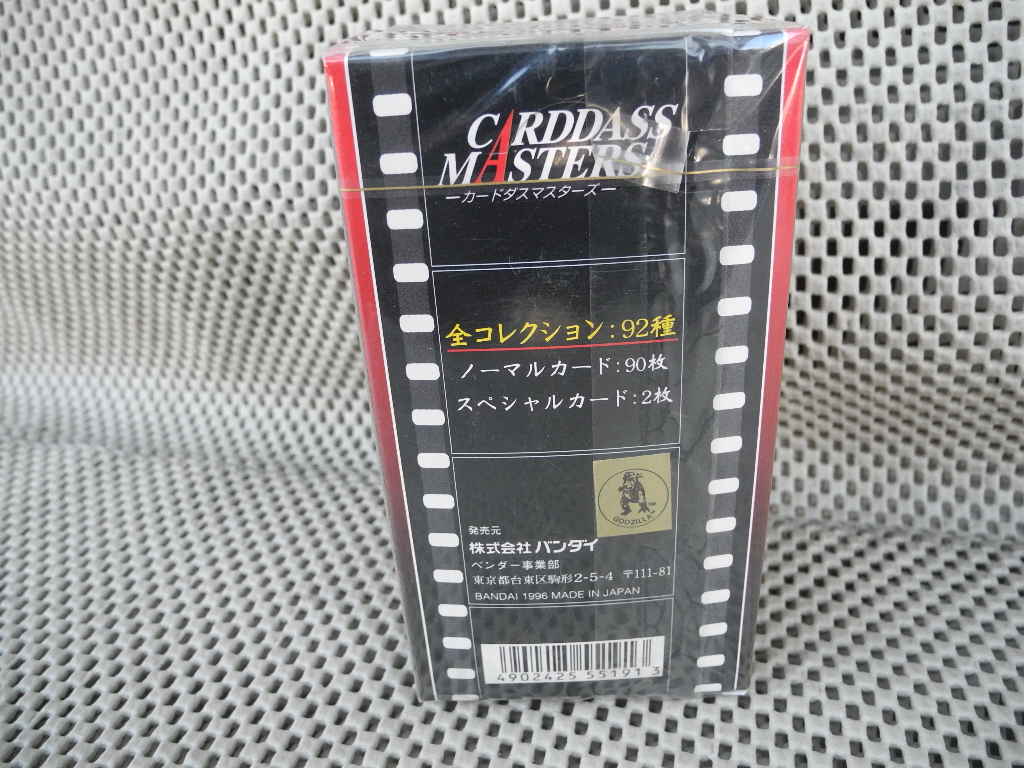 CARDDASS
MASTERS
ーカードダスマスターズー
全コレクション:92種
ノーマルカード:90枚
スペシャルカード:2枚
GODZILLA
発売元
株式会社 バンダイ
ベンダー事業部
東京都台東区駒形2-5-4 〒111-81
BANDAI 1996 MADE IN JAPAN
4902425 551913